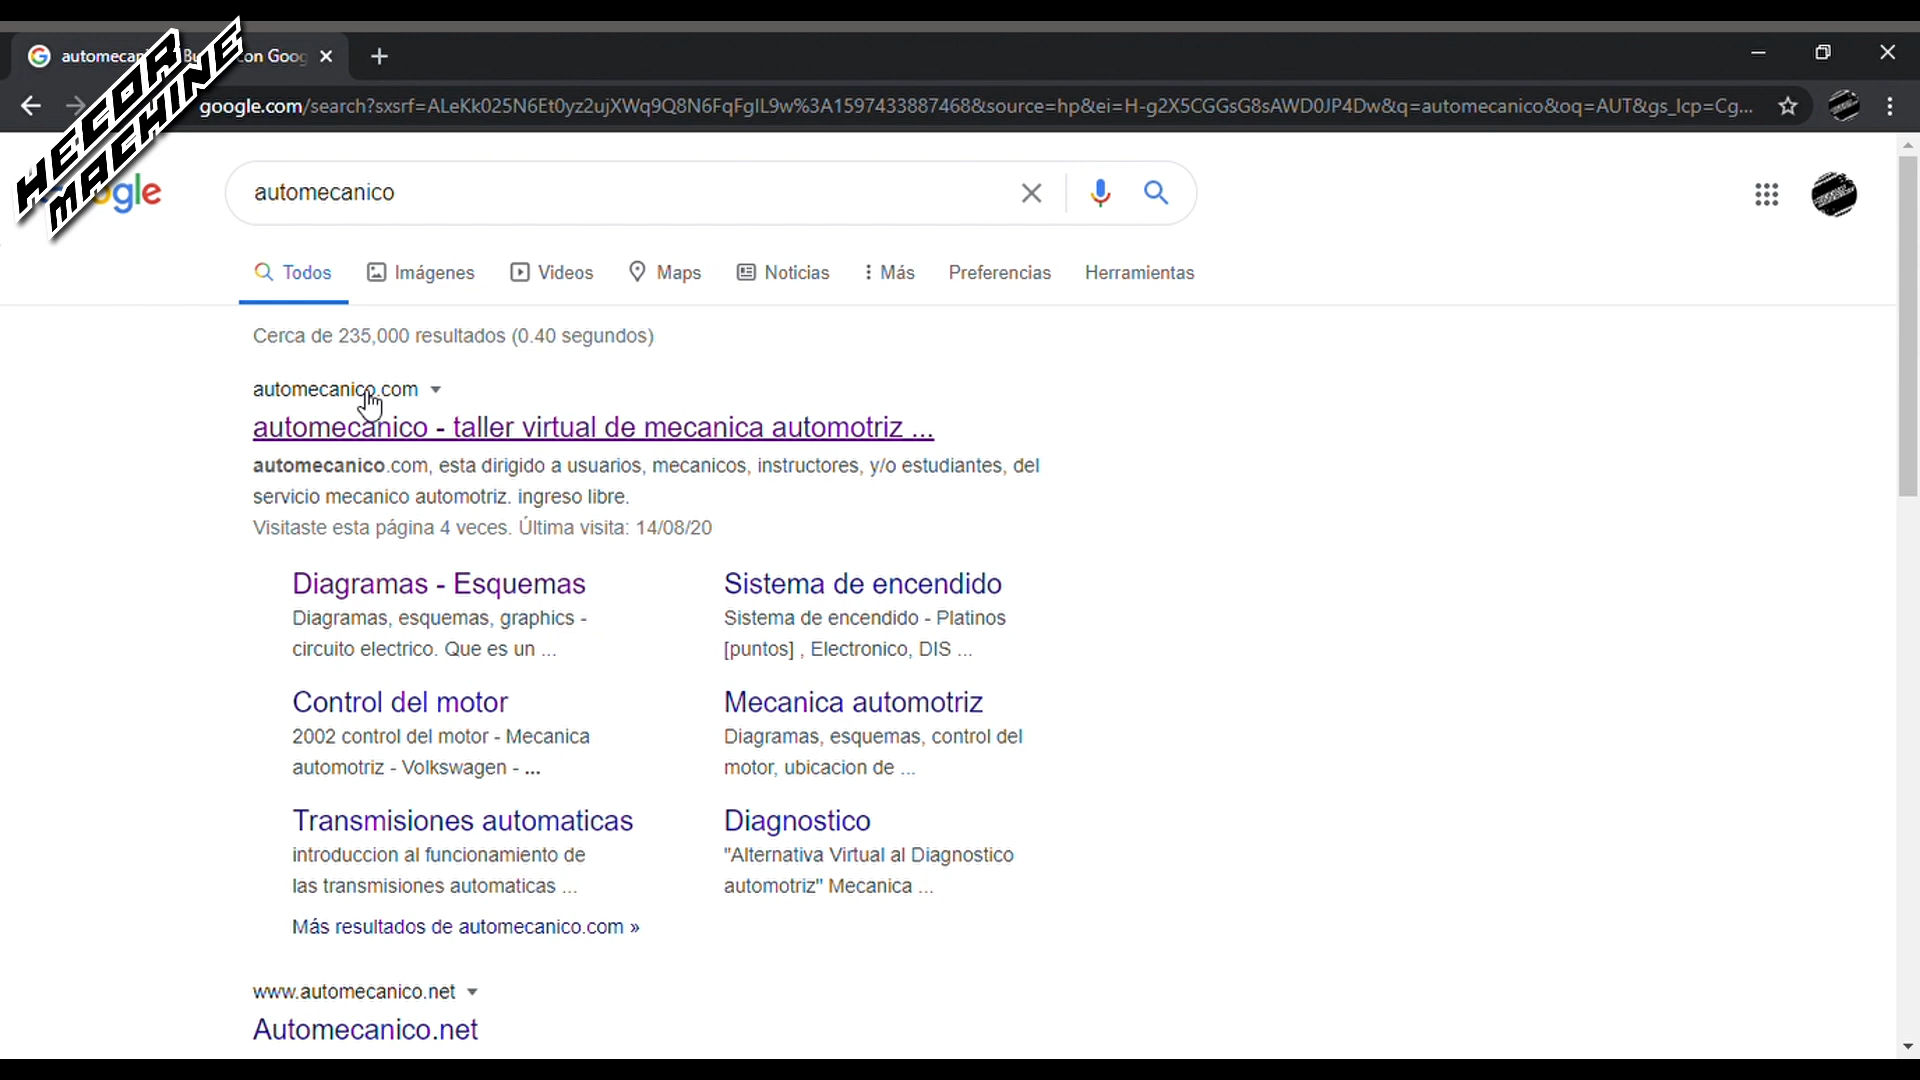 HECOR
MACHINE
automecan
con Goog
google.com/search?sxsrf=ALeKk025N6Et0yz2ujXWq9Q8N6FqFgIL9w%3A1597433887468&source=hp&ei=H-g2X5CGGsG8sAWD0JP4Dw&q=automecanico&oq=AUT&gs_lcp=Cg...
gle
automecanico
Todos Imágenes Videos Maps Noticias Más Preferencias Herramientas
Cerca de 235,000 resultados (0.40 segundos)
automecanico.com
automecanico - taller virtual de mecanica automotriz ...
automecanico.com, esta dirigido a usuarios, mecanicos, instructores, y/o estudiantes, del
servicio mecanico automotriz. ingreso libre.
Visitaste esta página 4 veces. Última visita: 14/08/20
Diagramas - Esquemas
Diagramas, esquemas, graphics -
circuito electrico. Que es un ...
Sistema de encendido
Sistema de encendido - Platinos
[puntos] , Electronico, DIS ...
Control del motor
2002 control del motor - Mecanica
automotriz - Volkswagen - ...
Mecanica automotriz
Diagramas, esquemas, control del
motor, ubicacion de ...
Transmisiones automaticas
introduccion al funcionamiento de
las transmisiones automaticas ...
Diagnostico
"Alternativa Virtual al Diagnostico
automotriz" Mecanica ...
Más resultados de automecanico.com »
www.automecanico.net
Automecanico.net